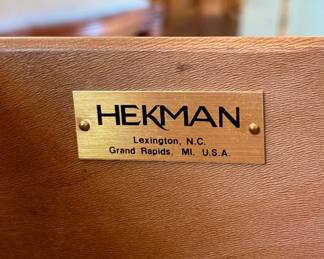 HEKMAN
Lexington, N.C.
Grand Rapids, MI. U.S.A.